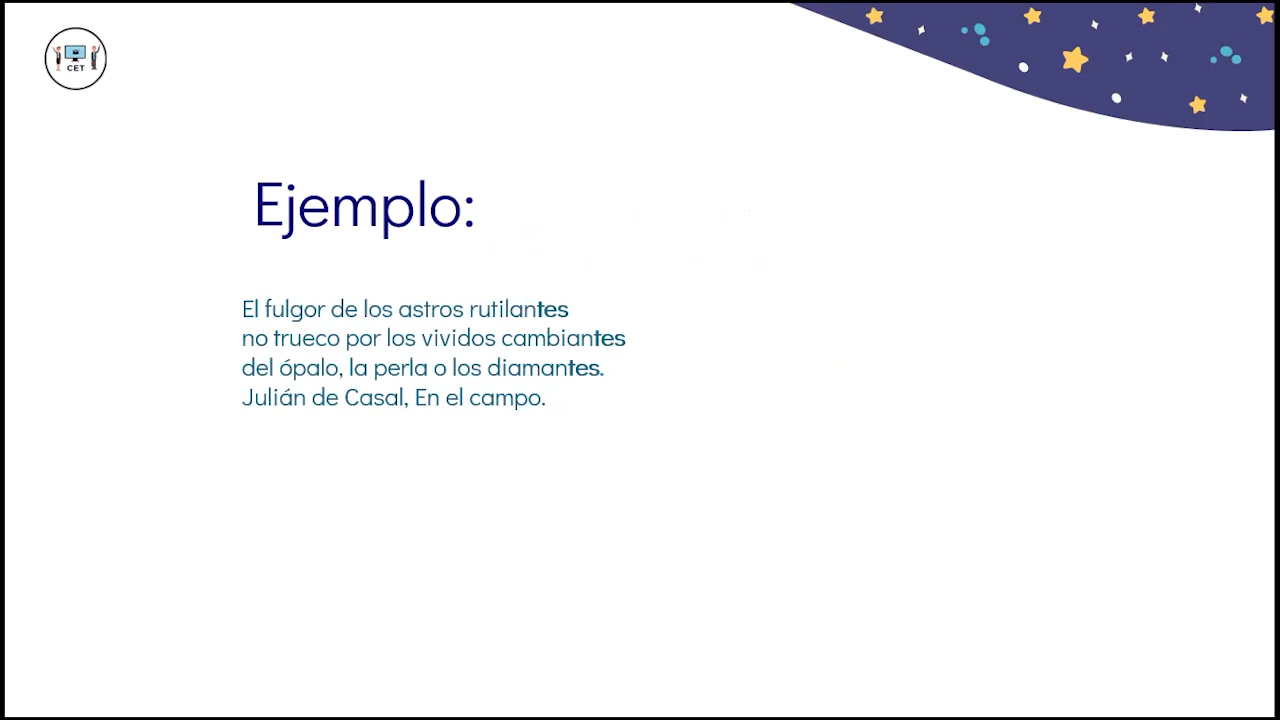 CET
Ejemplo:
El fulgor de los astros rutilantes
no trueco por los vividos cambiantes
del ópalo, la perla o los diamantes.
Julián de Casal, En el campo.